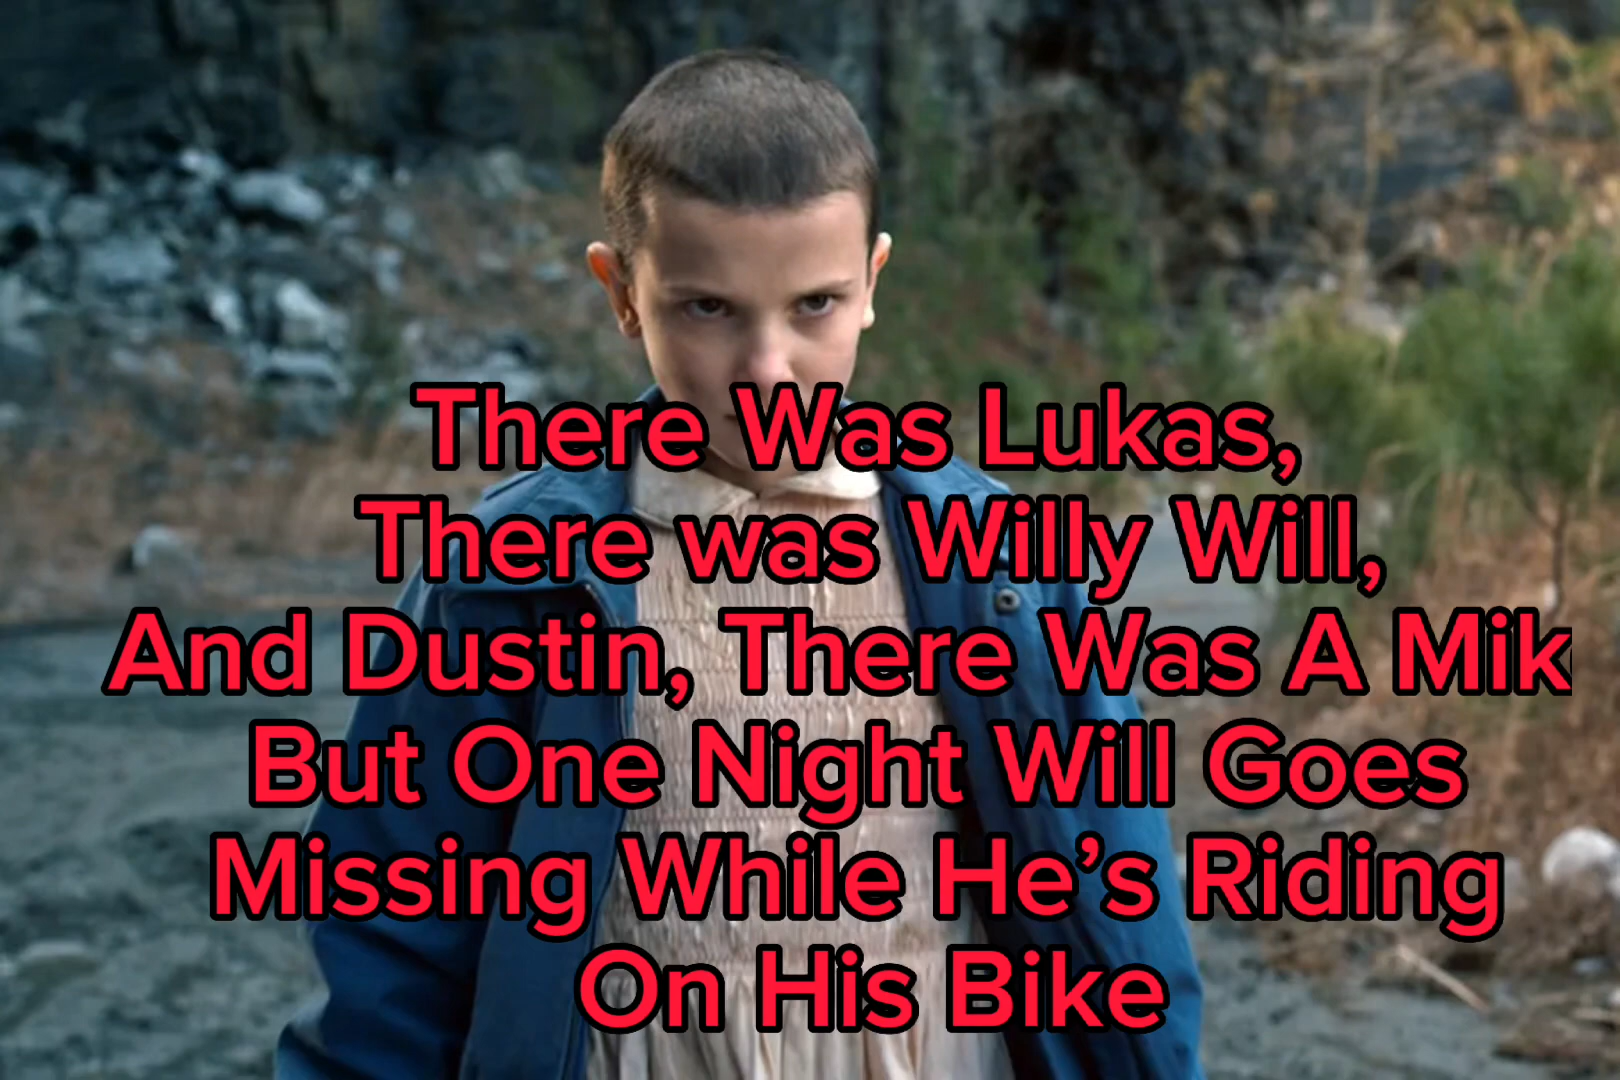 There Was Lukas,
There was Willy Will,
And Dustin, There Was A Mik
But One Night Will Goes
Missing While He's Riding
On His Bike